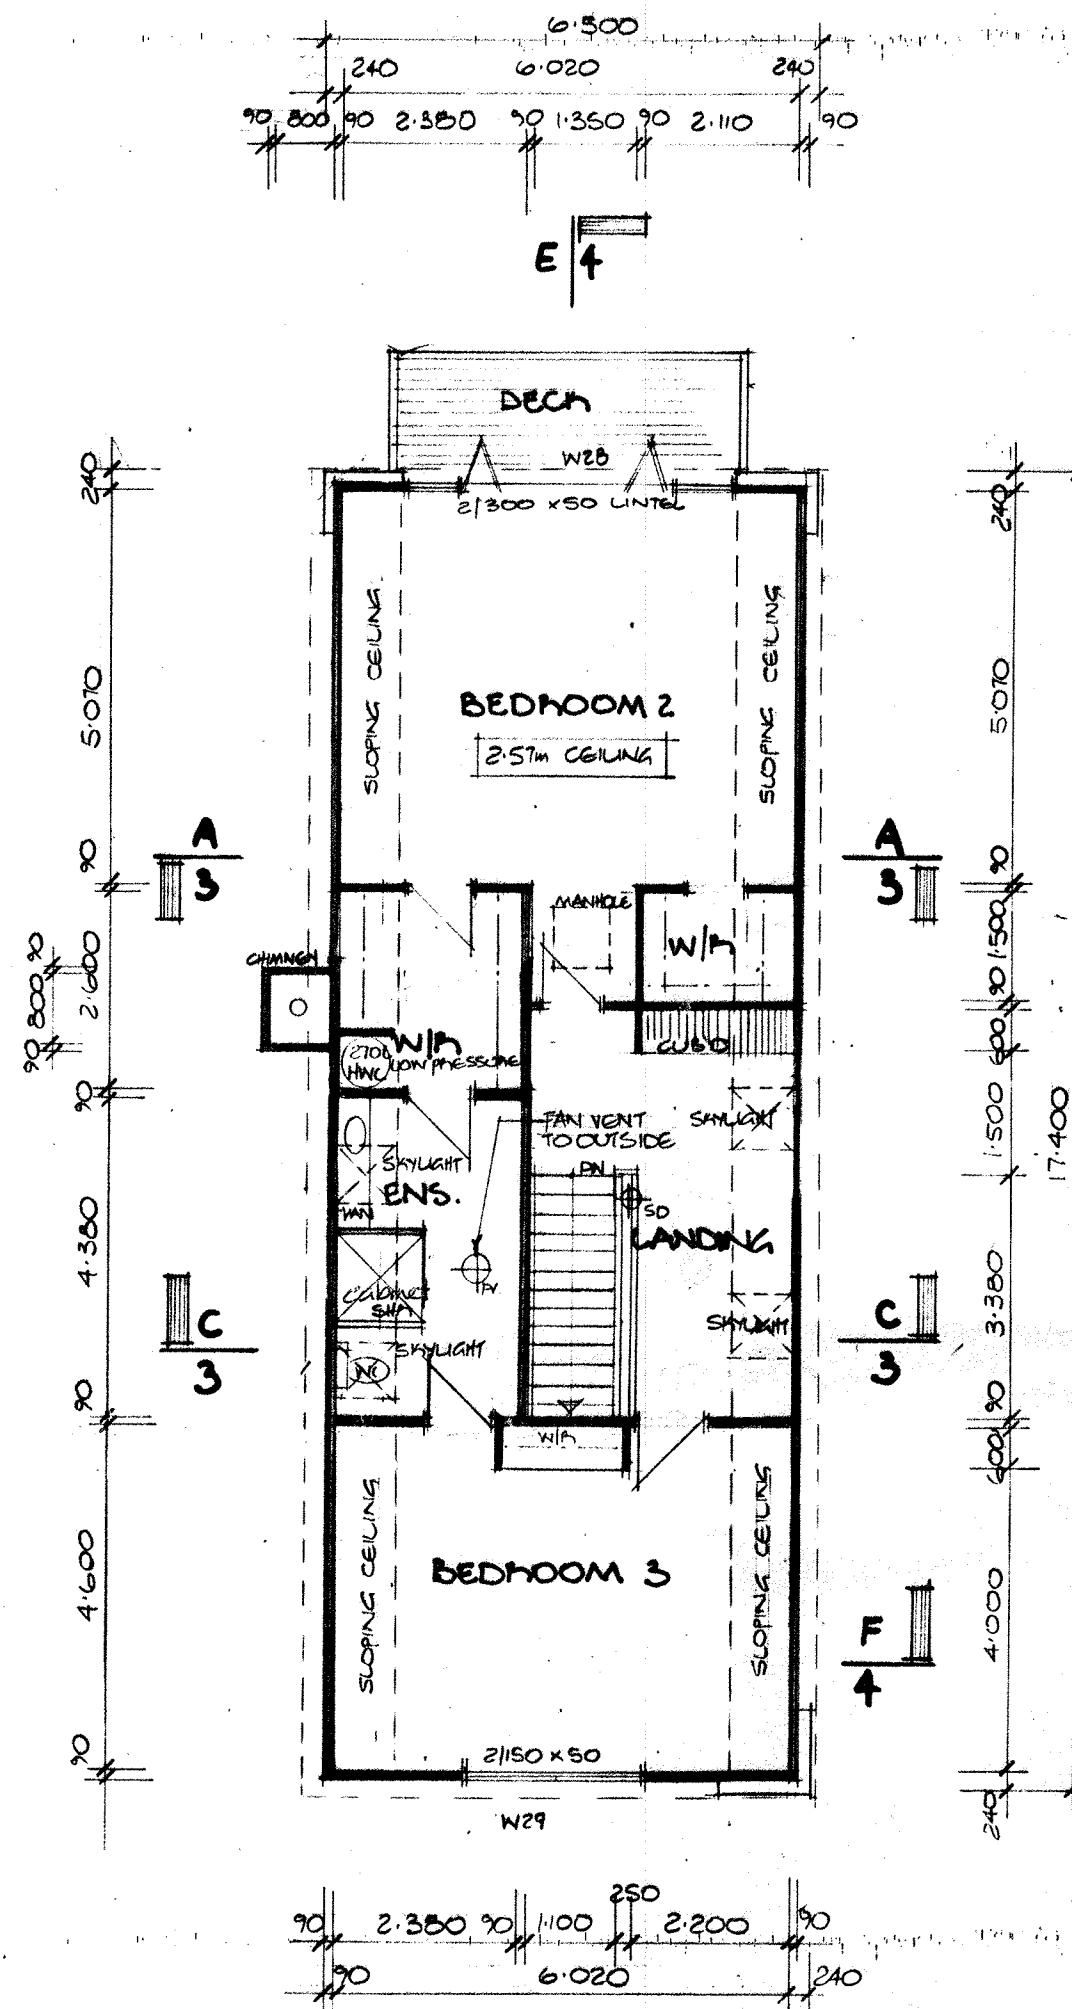 6.500
240 6.020 240
90 800 90 2.380 90 1.350 90 2.110 90
E 4
DECK
W28
2/300 x50 LINTEL
240
240
SLOPING CEILING
SLOPING CEILING
5.070
5.070
BEDROOM 2
2.57m CEILING
A
3
A
3
90
90
MANHOLE
W/R
CHIMNEY
90 800 90
2.600
90 1.500
270L
HWC
W/R
LOW PRESSURE
CUB'D
600
90
FAN VENT
TO OUTSIDE
SKYLIGHT
1.500
17.400
SKYLIGHT
DN
ENS.
VAN
SD
LANDING
4.380
3.380
FV
CABINET
SHR
C
3
C
3
SKYLIGHT
SKYLIGHT
WC
90
90
W/R
600
SLOPING CEILING
SLOPING CEILING
4.600
BEDROOM 3
4.000
F
4
90
2/150 x 50
W29
240
250
90 2.380 90 1.100 2.200 90
90 6.020 240